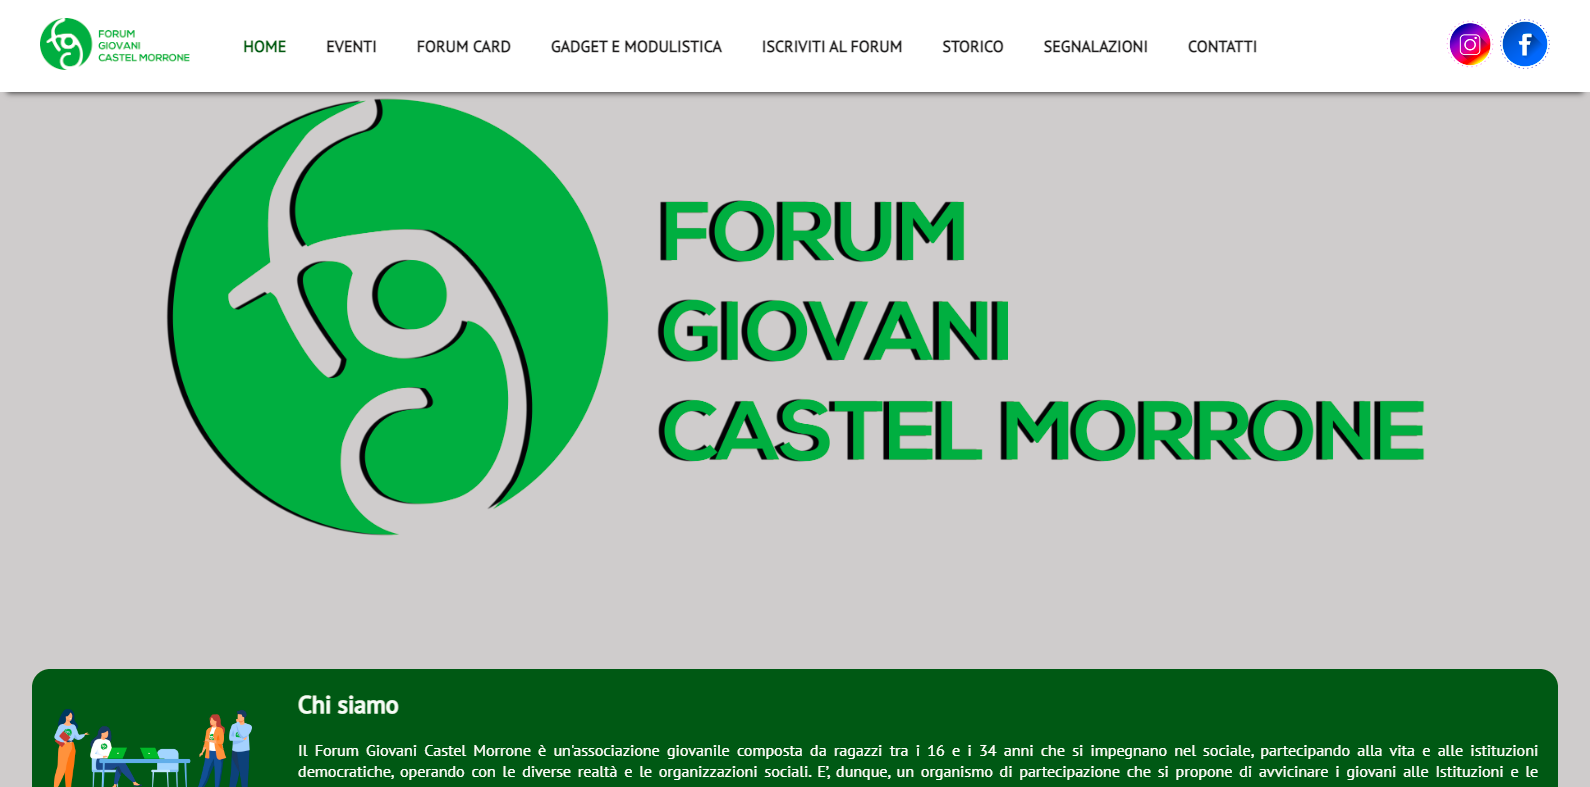 FORUM
GIOVANI
CASTEL MORRONE
HOME EVENTI FORUM CARD GADGET E MODULISTICA ISCRIVITI AL FORUM STORICO SEGNALAZIONI CONTATTI
FORUM
GIOVANI
CASTEL MORRONE
Chi siamo
Il Forum Giovani Castel Morrone è un'associazione giovanile composta da ragazzi tra i 16 e i 34 anni che si impegnano nel sociale, partecipando alla vita e alle istituzioni
democratiche, operando con le diverse realtà e le organizzazioni sociali. E', dunque, un organismo di partecipazione che si propone di avvicinare i giovani alle Istituzioni e le